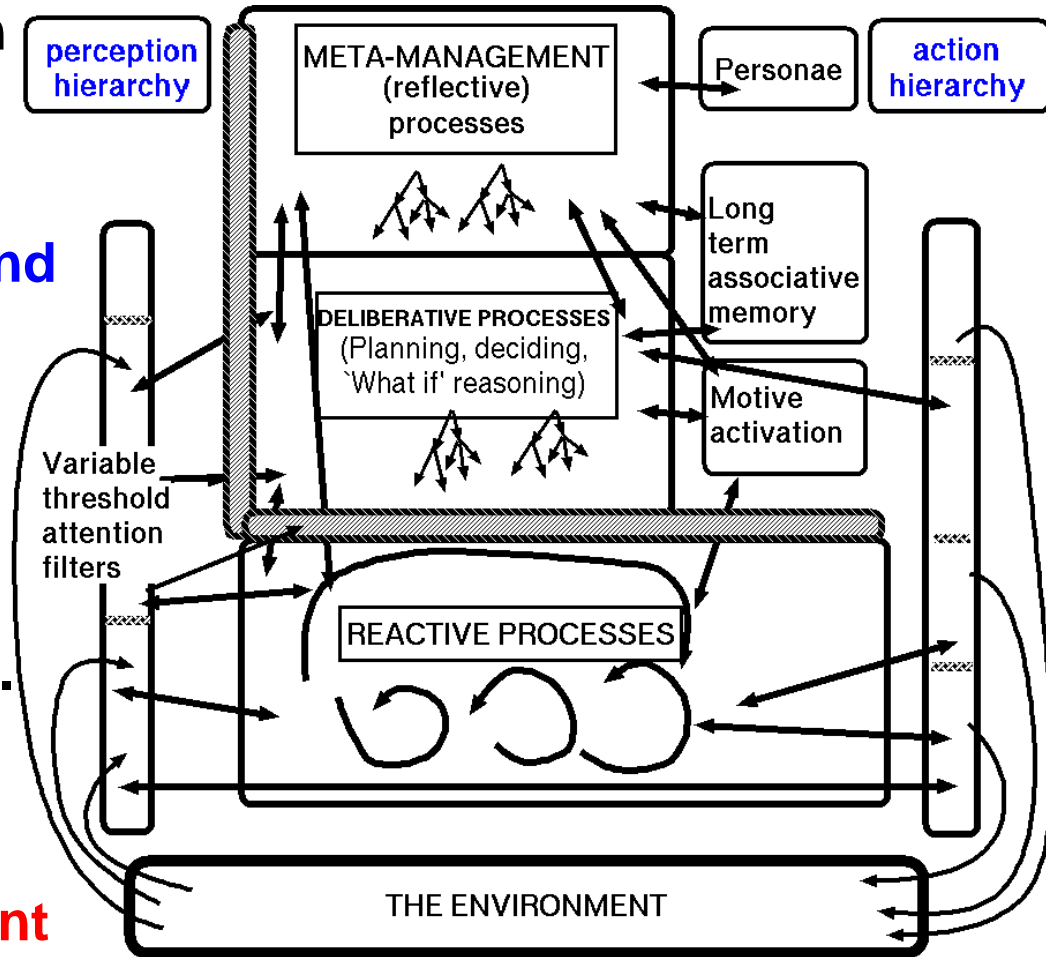 perception
hierarchy
META-MANAGEMENT
(reflective)
processes
Personae
action
hierarchy
nd
Long
term
associative
memory
DELIBERATIVE PROCESSES
(Planning, deciding,
`What if' reasoning)
Motive
activation
Variable
threshold
attention
filters
REACTIVE PROCESSES
.
THE ENVIRONMENT
nt